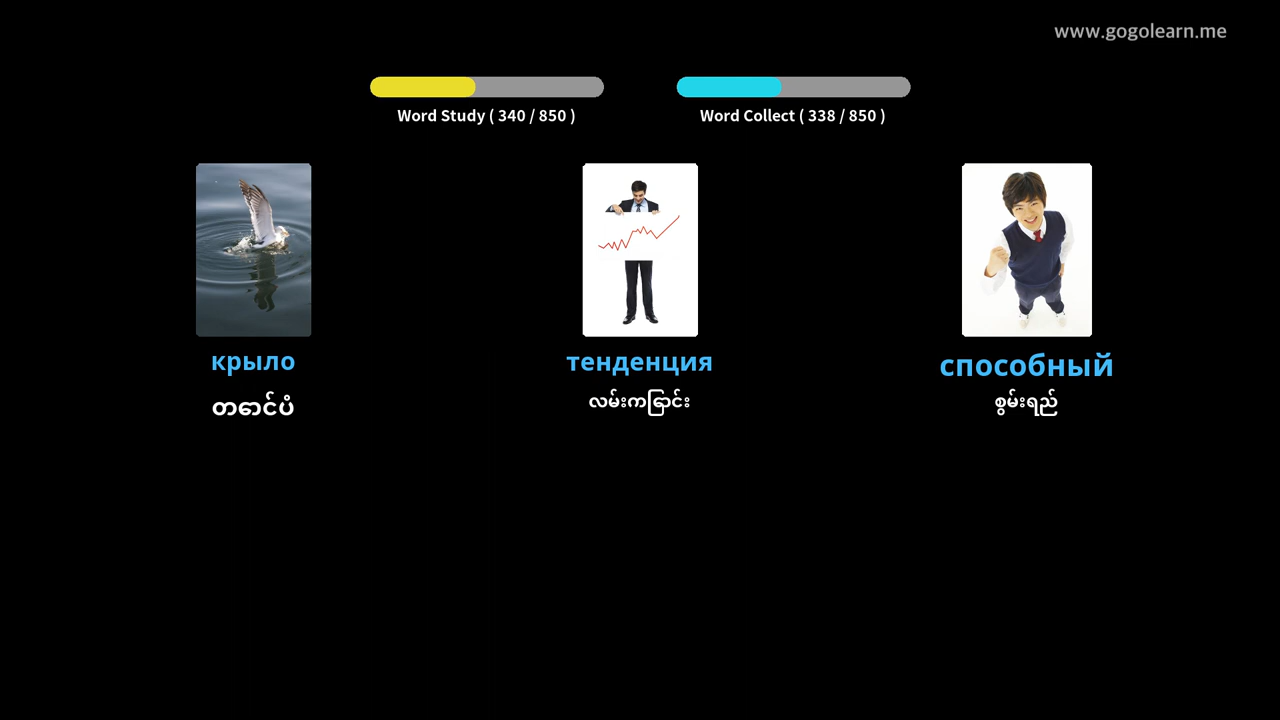 www.gogolearn.me
Word Study ( 340 / 850 )
Word Collect ( 338 / 850 )
крыло
တောင်ပံ
тенденция
လမ်းကြောင်း
способный
စွမ်းရည်